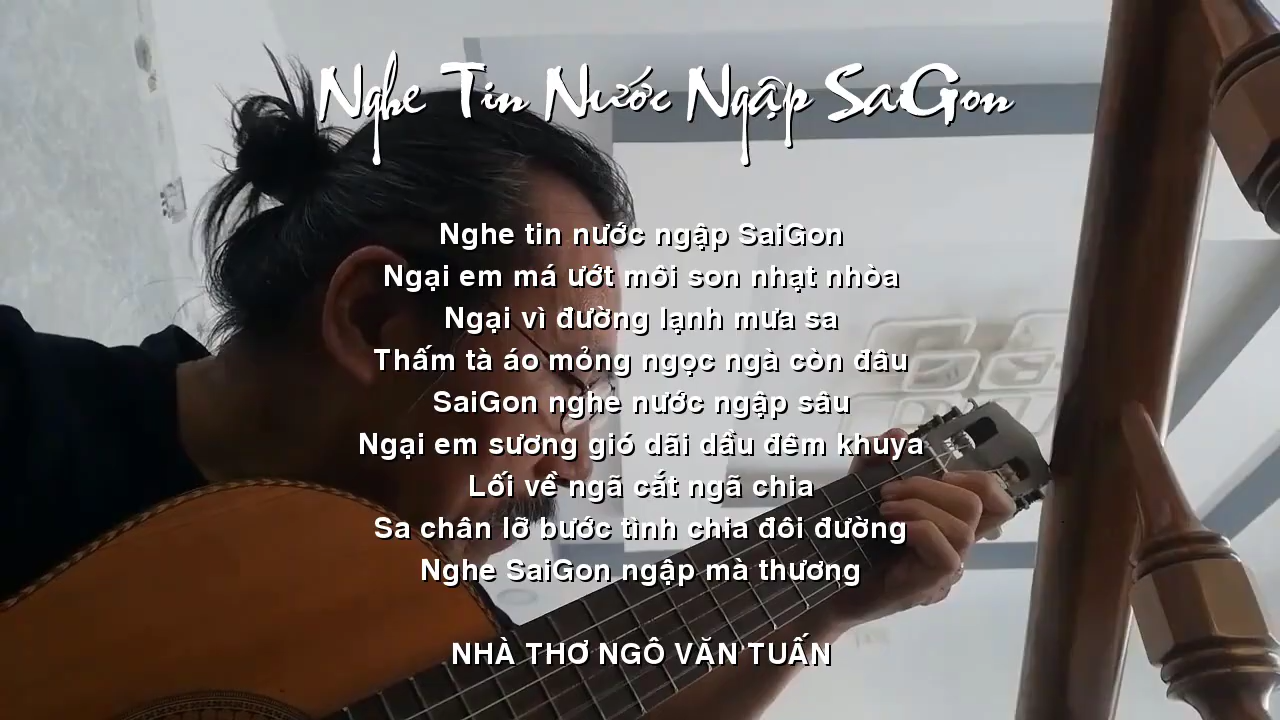 Nghe Tin Nước Ngập SaiGon
Nghe tin nước ngập SaiGon
Ngại em má ướt môi son nhạt nhòa
Ngại vì đường lạnh mưa sa
Thấm tà áo mỏng ngọc ngà còn đâu
SaiGon nghe nước ngập sâu
Ngại em sương gió dãi dầu đêm khuya
Lối về ngã cắt ngã chia
Sa chân lỡ bước tình chia đôi đường
Nghe SaiGon ngập mà thương
NHÀ THƠ NGÔ VĂN TUẤN